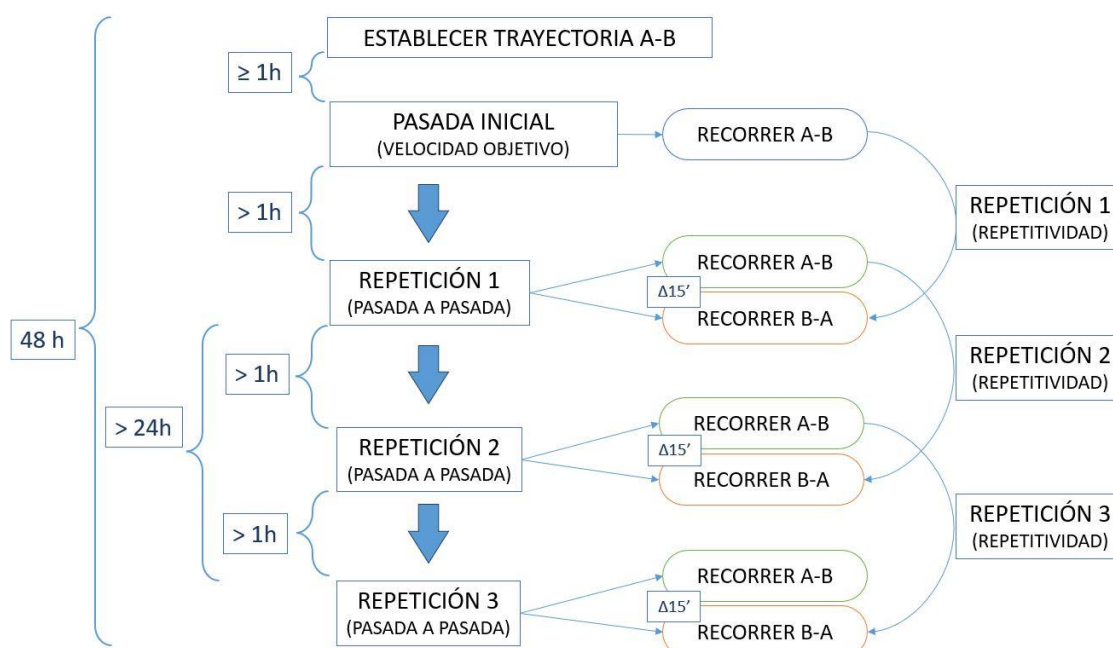 ESTABLECER TRAYECTORIA A-B
≥ 1h
PASADA INICIAL
(VELOCIDAD OBJETIVO)
RECORRER A-B
> 1h
REPETICIÓN 1
(REPETITIVIDAD)
REPETICIÓN 1
(PASADA A PASADA)
RECORRER A-B
Δ15’
RECORRER B-A
48 h
> 1h
REPETICIÓN 2
(REPETITIVIDAD)
> 24h
REPETICIÓN 2
(PASADA A PASADA)
RECORRER A-B
Δ15’
RECORRER B-A
> 1h
REPETICIÓN 3
(REPETITIVIDAD)
REPETICIÓN 3
(PASADA A PASADA)
RECORRER A-B
Δ15’
RECORRER B-A